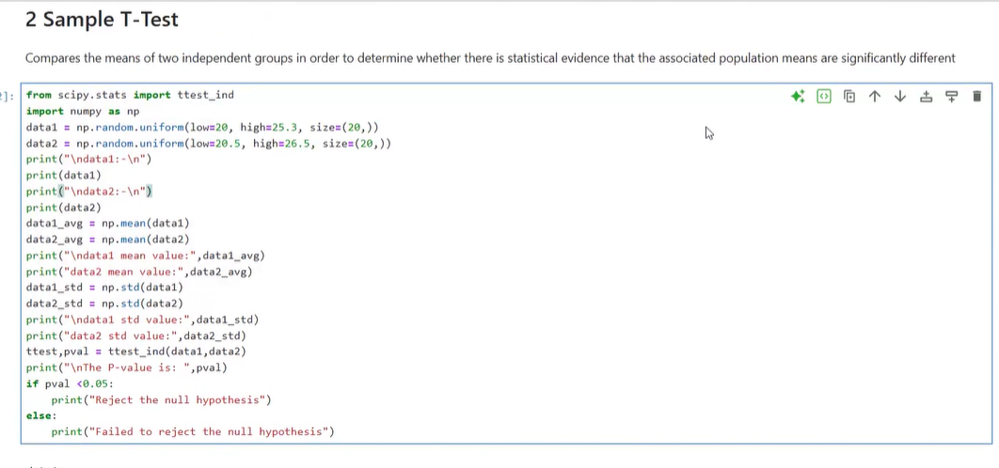 2 Sample T-Test
Compares the means of two independent groups in order to determine whether there is statistical evidence that the associated population means are significantly different
]:
from scipy.stats import ttest_ind
import numpy as np
data1 = np.random.uniform(low=20, high=25.3, size=(20,))
data2 = np.random.uniform(low=20.5, high=26.5, size=(20,))
print("\ndata1:-\n")
print(data1)
print("\ndata2:-\n")
print(data2)
data1_avg = np.mean(data1)
data2_avg = np.mean(data2)
print("\ndata1 mean value:",data1_avg)
print("data2 mean value:",data2_avg)
data1_std = np.std(data1)
data2_std = np.std(data2)
print("\ndata1 std value:",data1_std)
print("data2 std value:",data2_std)
ttest,pval = ttest_ind(data1,data2)
print("\nThe P-value is: ",pval)
if pval <0.05:
    print("Reject the null hypothesis")
else:
    print("Failed to reject the null hypothesis")